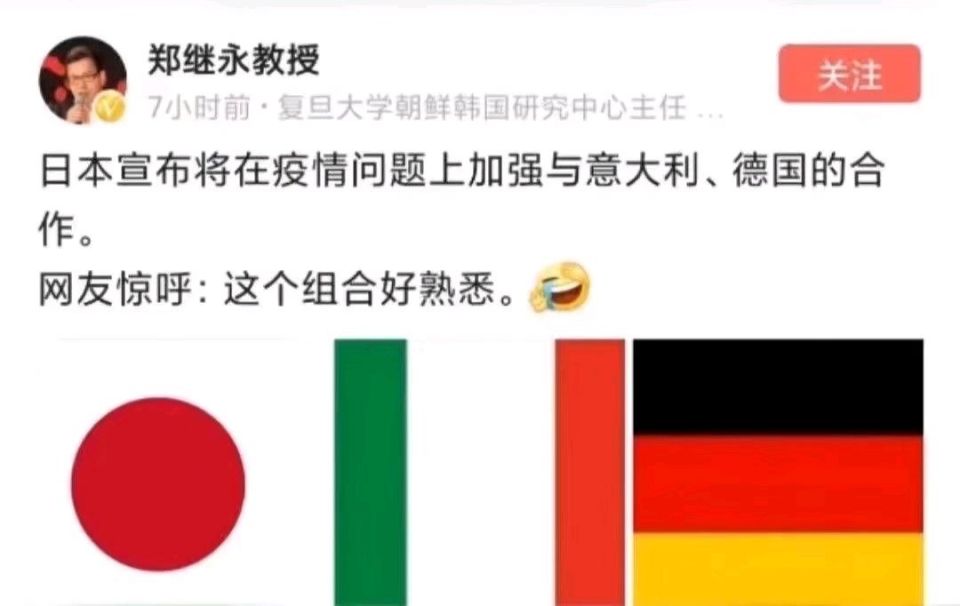 郑继永教授
关注
7小时前·复旦大学朝鲜韩国研究中心主任 ...
日本宣布将在疫情问题上加强与意大利、德国的合
作。
网友惊呼：这个组合好熟悉。